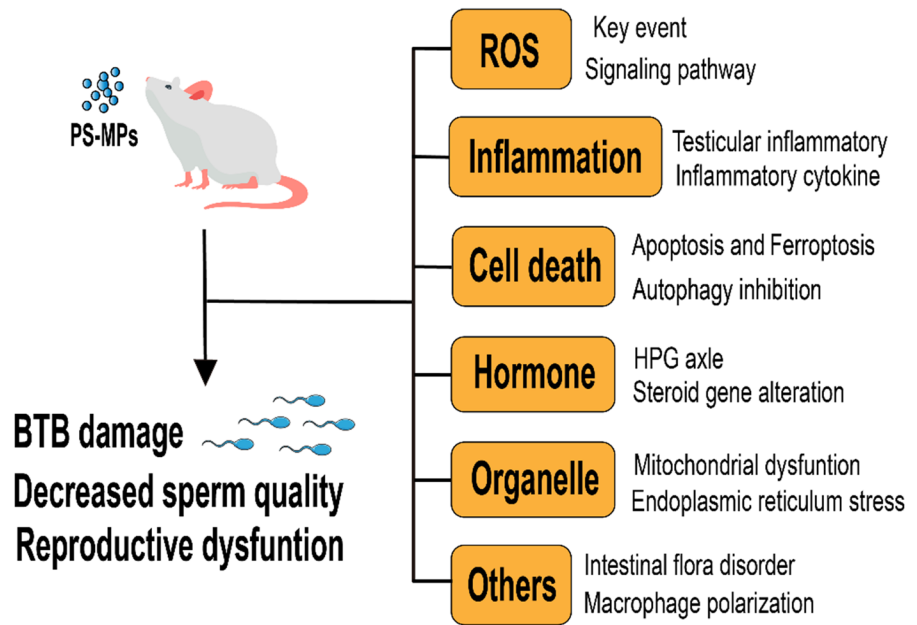 PS-MPs
BTB damage
Decreased sperm quality
Reproductive dysfuntion
ROS
Key event
Signaling pathway
Inflammation
Testicular inflammatory
Inflammatory cytokine
Cell death
Apoptosis and Ferroptosis
Autophagy inhibition
Hormone
HPG axle
Steroid gene alteration
Organelle
Mitochondrial dysfuntion
Endoplasmic reticulum stress
Others
Intestinal flora disorder
Macrophage polarization